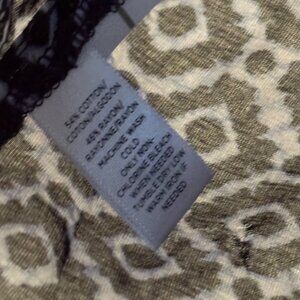 54% COTTON/
COTON/ALGODON
46% RAYON/
RAYONNE/RAYON
MACHINE WASH
COLD
ONLY NON-
CHLORINE BLEACH
WHEN NEEDED
TUMBLE DRY LOW
WARM IRON IF
NEEDED